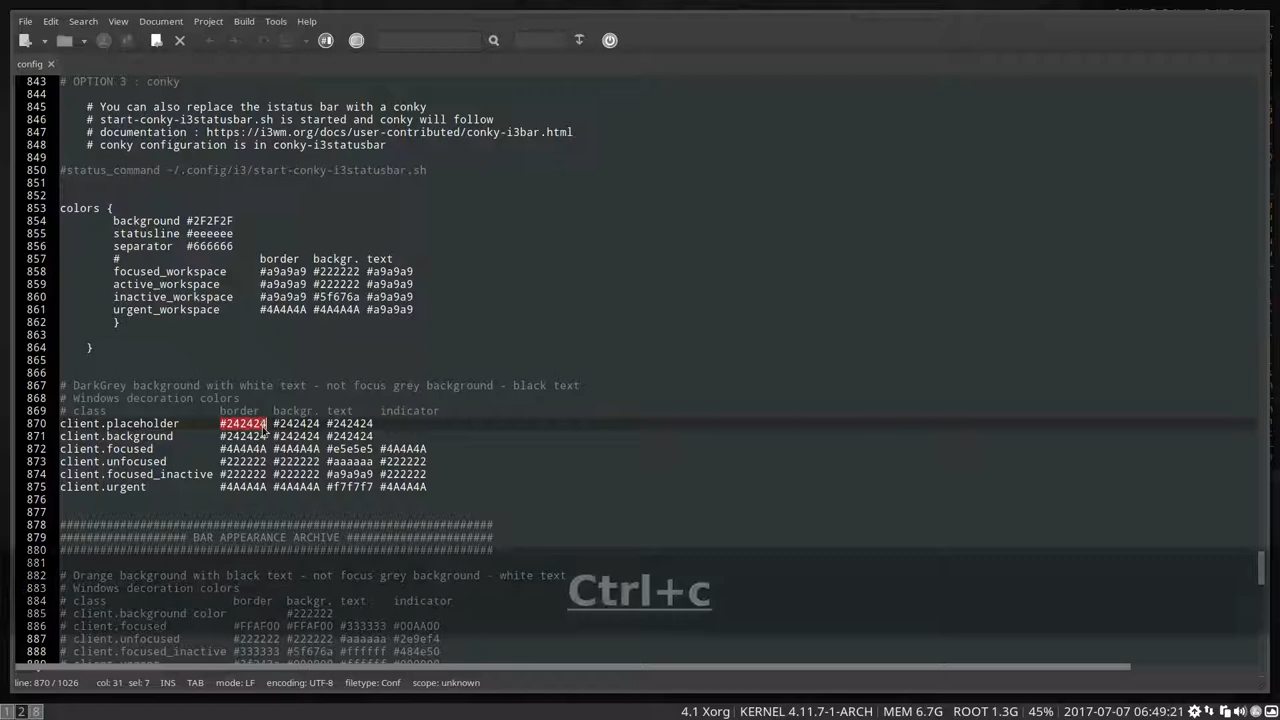 File Edit Search View Document Project Build Tools Help
config
843 # OPTION 3 : conky
844
845 # You can also replace the istatus bar with a conky
846 # start-conky-i3statusbar.sh is started and conky will follow
847 # documentation : https://i3wm.org/docs/user-contributed/conky-i3bar.html
848 # conky configuration is in conky-i3statusbar
849
850 #status_command ~/.config/i3/start-conky-i3statusbar.sh
851
852
853 colors {
854 background #2F2F2F
855 statusline #eeeeee
856 separator #666666
857 # border backgr. text
858 focused_workspace #a9a9a9 #222222 #a9a9a9
859 active_workspace #a9a9a9 #222222 #a9a9a9
860 inactive_workspace #a9a9a9 #5f676a #a9a9a9
861 urgent_workspace #4A4A4A #4A4A4A #a9a9a9
862 }
863
864 }
865
866
867 # DarkGrey background with white text - not focus grey background - black text
868 # Windows decoration colors
869 # class border backgr. text indicator
870 client.placeholder #242424 #242424 #242424
871 client.background #242424 #242424 #242424
872 client.focused #4A4A4A #4A4A4A #e5e5e5 #4A4A4A
873 client.unfocused #222222 #222222 #aaaaaa #222222
874 client.focused_inactive #222222 #222222 #a9a9a9 #222222
875 client.urgent #4A4A4A #4A4A4A #f7f7f7 #4A4A4A
876
877
878 #################################################################
879 #################### BAR APPEARANCE ARCHIVE ######################
880 #################################################################
881
882 # Orange background with black text - not focus grey background - white text
883 # Windows decoration colors
884 # class border backgr. text indicator
885 # client.background color #222222
886 # client.focused #FFAF00 #FFAF00 #333333 #00AA00
887 # client.unfocused #222222 #222222 #aaaaaa #2e9ef4
888 # client.focused_inactive #333333 #5f676a #ffffff #484e50
Ctrl+c
line: 870 / 1026 col: 31 sel: 7 INS TAB mode: LF encoding: UTF-8 filetype: Conf scope: unknown
1 2 8 4.1 Xorg KERNEL 4.11.7-1-ARCH MEM 6.7G ROOT 1.3G 45% 2017-07-07 06:49:21